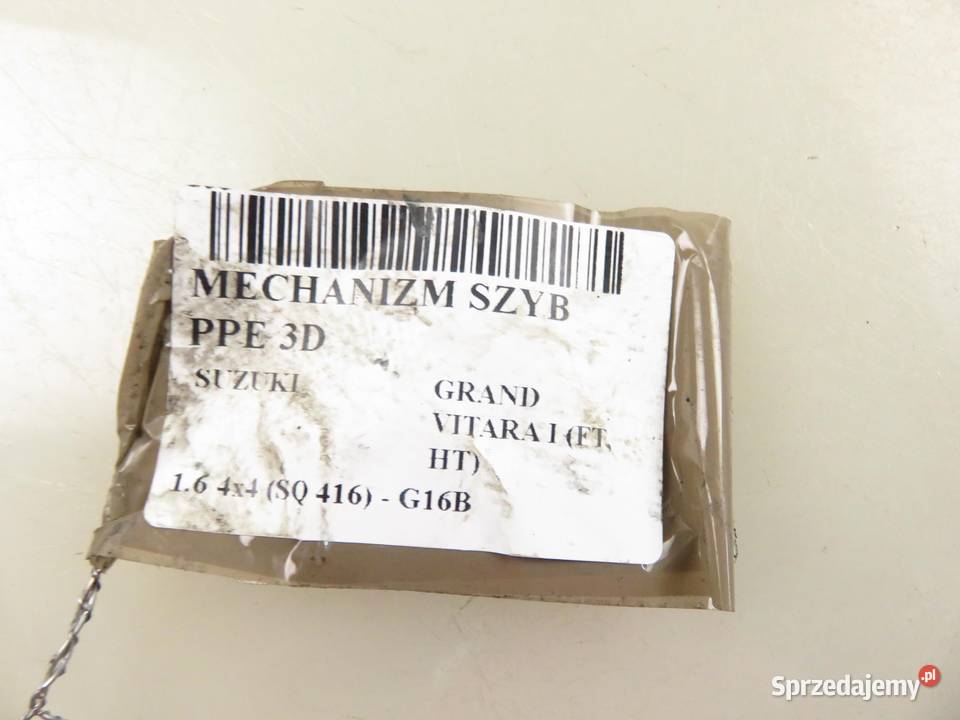 MECHANIZM SZYB
PPE 3D
SUZUKI
GRAND
VITARA I (FT,
HT)
1.6 4x4 (SQ 416) - G16B
Sprzedajemy.pl